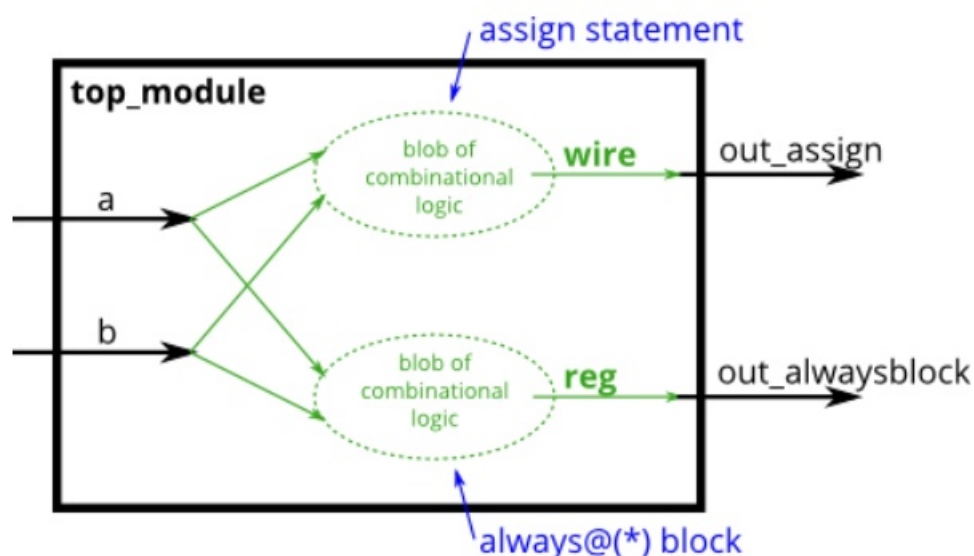 assign statement
top_module
blob of
combinational
logic
wire
out_assign
a
b
blob of
combinational
logic
reg
out_alwaysblock
always@(*) block